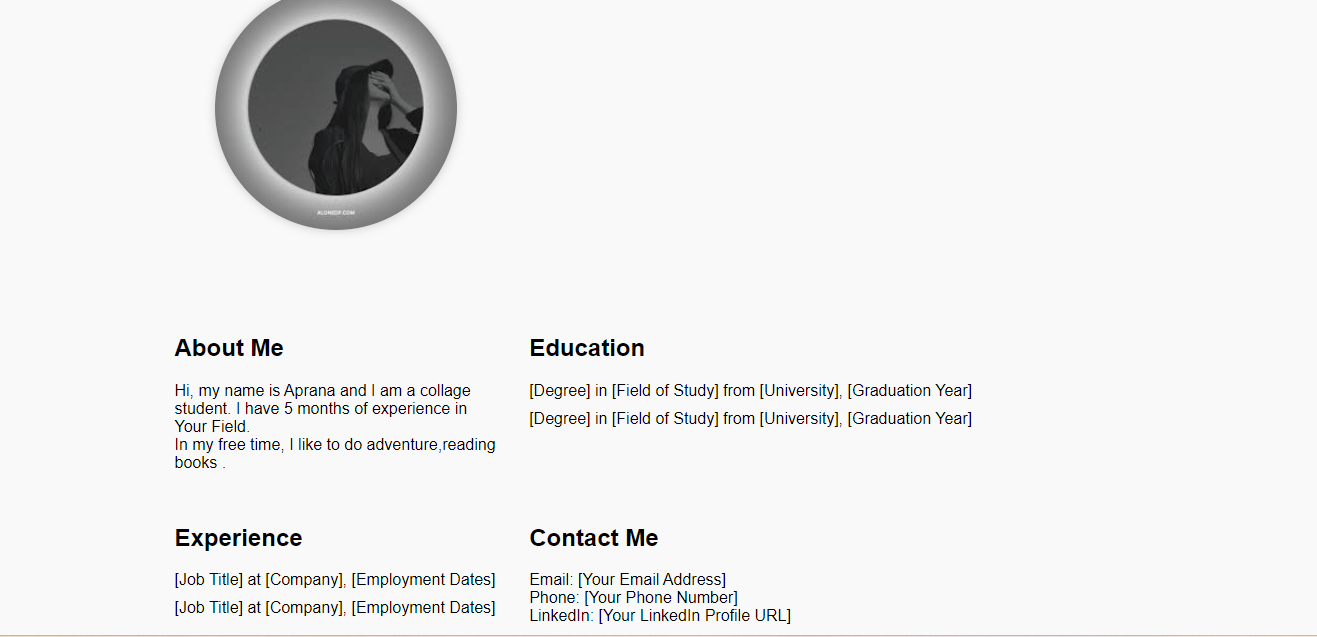 About Me
Hi, my name is Aprana and I am a collage
student. I have 5 months of experience in
Your Field.
In my free time, I like to do adventure,reading
books .
Education
[Degree] in [Field of Study] from [University], [Graduation Year]
[Degree] in [Field of Study] from [University], [Graduation Year]
Experience
[Job Title] at [Company], [Employment Dates]
[Job Title] at [Company], [Employment Dates]
Contact Me
Email: [Your Email Address]
Phone: [Your Phone Number]
LinkedIn: [Your LinkedIn Profile URL]